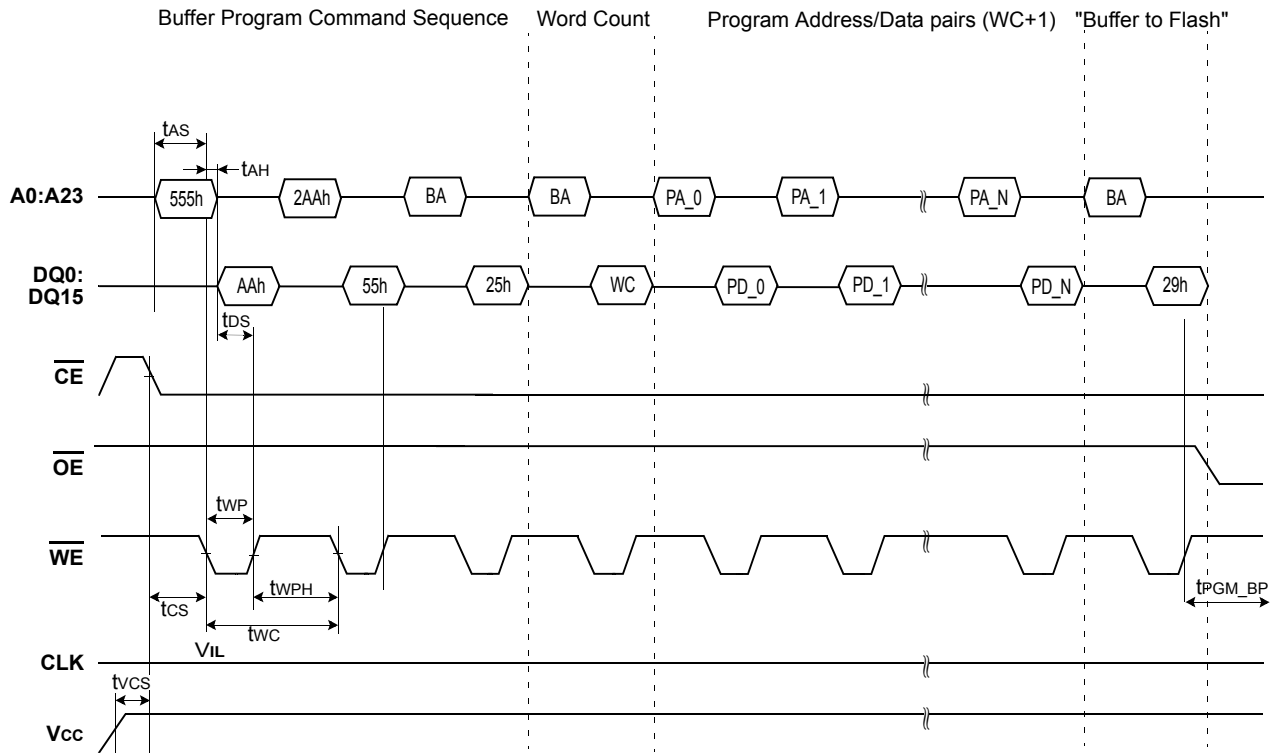 Buffer Program Command Sequence Word Count Program Address/Data pairs (WC+1) "Buffer to Flash"
tAS
tAH
A0:A23 555h 2AAh BA BA PA_0 PA_1 PA_N BA
DQ0:
DQ15 AAh 55h 25h WC PD_0 PD_1 PD_N 29h
tDS
CE
OE
tWP
WE
tWPH
tPGM_BP
tCS
tWC
VIL
CLK
tVCS
VCC